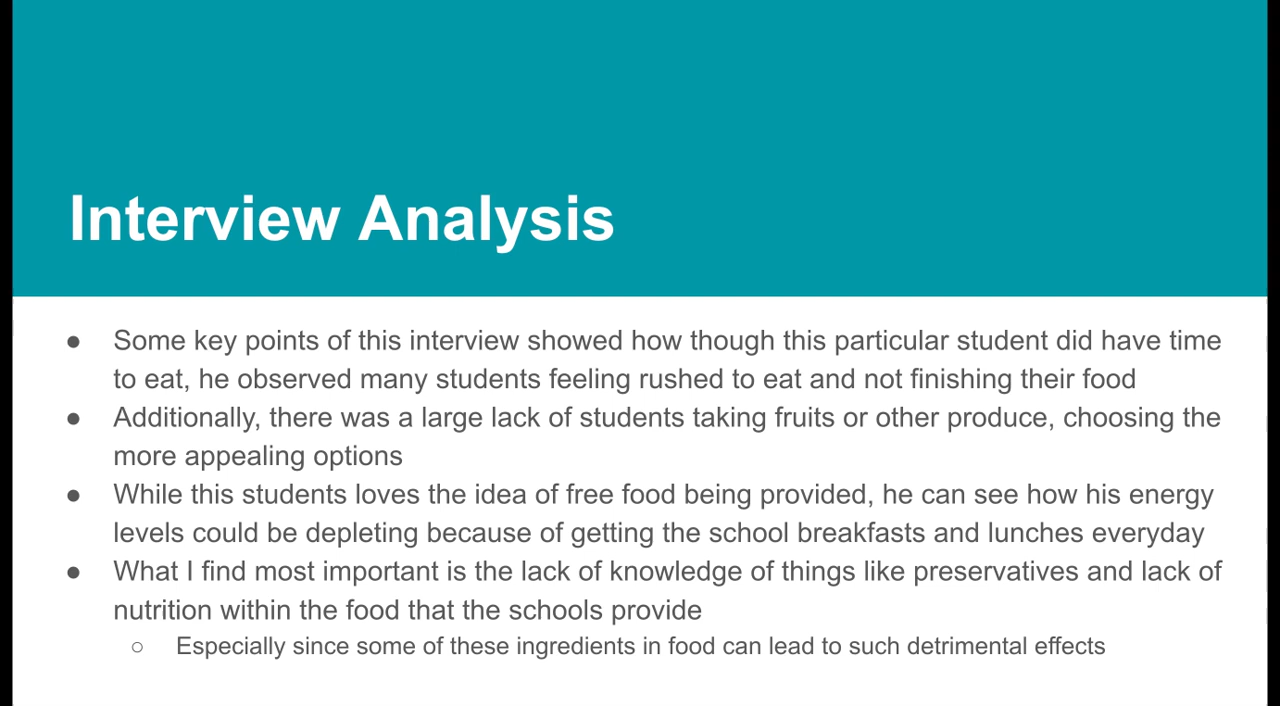 Interview Analysis
● Some key points of this interview showed how though this particular student did have time
to eat, he observed many students feeling rushed to eat and not finishing their food
● Additionally, there was a large lack of students taking fruits or other produce, choosing the
more appealing options
● While this students loves the idea of free food being provided, he can see how his energy
levels could be depleting because of getting the school breakfasts and lunches everyday
● What I find most important is the lack of knowledge of things like preservatives and lack of
nutrition within the food that the schools provide
○ Especially since some of these ingredients in food can lead to such detrimental effects